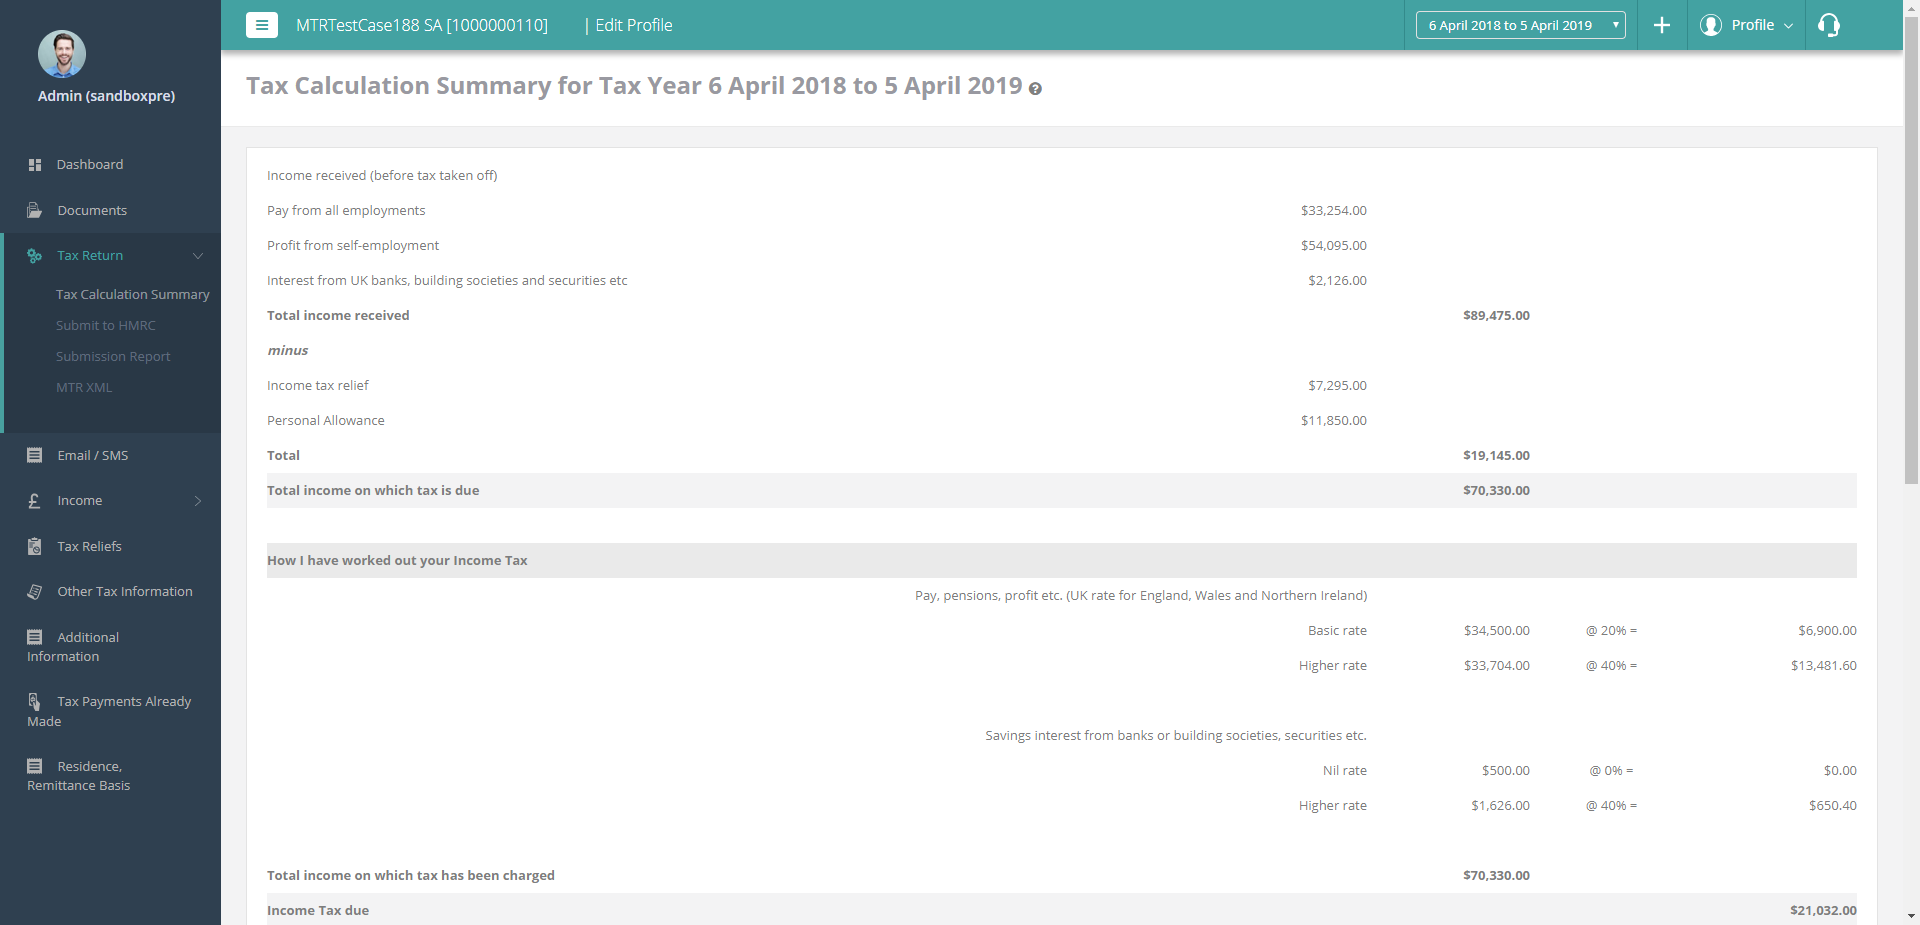 Admin (sandboxpre)
Dashboard
Documents
Tax Return
Tax Calculation Summary
Submit to HMRC
Submission Report
MTR XML
Email / SMS
£ Income
Tax Reliefs
Other Tax Information
Additional
Information
Tax Payments Already
Made
Residence,
Remittance Basis
MTRTestCase188 SA [1000000110] | Edit Profile
6 April 2018 to 5 April 2019
Profile
Tax Calculation Summary for Tax Year 6 April 2018 to 5 April 2019 ?
Income received (before tax taken off)
Pay from all employments $33,254.00
Profit from self-employment $54,095.00
Interest from UK banks, building societies and securities etc $2,126.00
Total income received $89,475.00
minus
Income tax relief $7,295.00
Personal Allowance $11,850.00
Total $19,145.00
Total income on which tax is due $70,330.00
How I have worked out your Income Tax
Pay, pensions, profit etc. (UK rate for England, Wales and Northern Ireland)
Basic rate $34,500.00 @ 20% = $6,900.00
Higher rate $33,704.00 @ 40% = $13,481.60
Savings interest from banks or building societies, securities etc.
Nil rate $500.00 @ 0% = $0.00
Higher rate $1,626.00 @ 40% = $650.40
Total income on which tax has been charged $70,330.00
Income Tax due $21,032.00